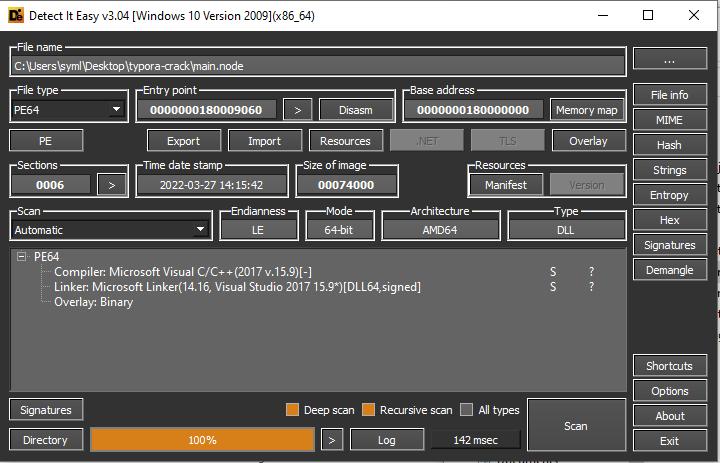 Detect It Easy v3.04 [Windows 10 Version 2009](x86_64)
File name
C:\Users\syml\Desktop\typora-crack\main.node
...
File type
Entry point
Base address
PE64
0000000180009060
>
Disasm
0000000180000000
Memory map
File info
PE
Export
Import
Resources
.NET
TLS
Overlay
MIME
Hash
Sections
Time date stamp
Size of image
Resources
0006
>
2022-03-27 14:15:42
00074000
Manifest
Version
Strings
Entropy
Scan
Endianness
Mode
Architecture
Type
Automatic
LE
64-bit
AMD64
DLL
Hex
Signatures
Demangle
PE64
Compiler: Microsoft Visual C/C++(2017 v.15.9)[-] S ?
Linker: Microsoft Linker(14.16, Visual Studio 2017 15.9*)[DLL64,signed] S ?
Overlay: Binary
Shortcuts
Options
About
Exit
Signatures
Deep scan
Recursive scan
All types
Scan
Directory
100%
>
Log
142 msec